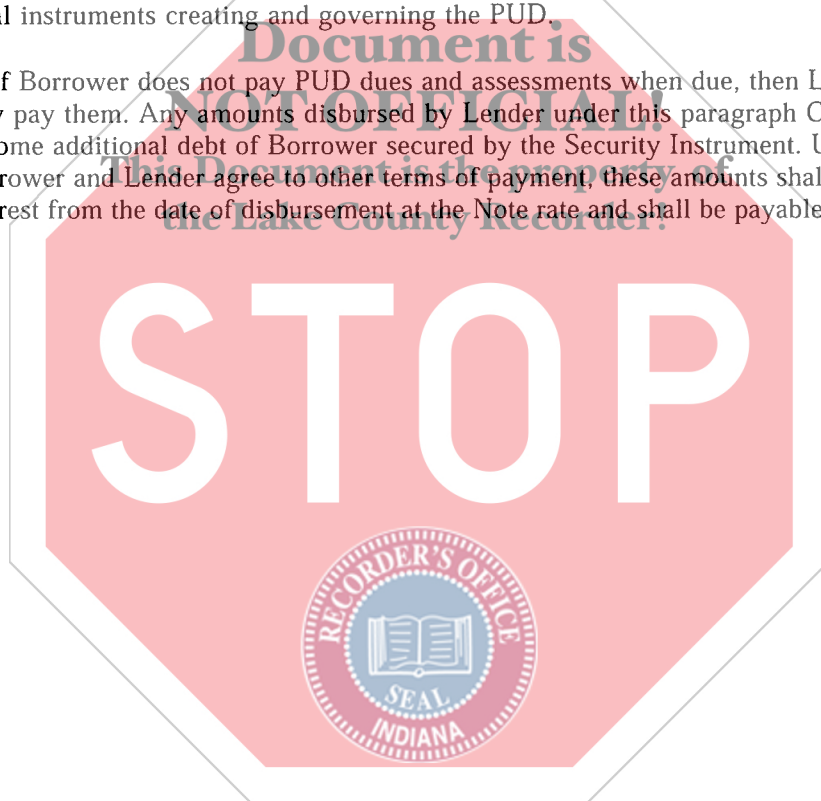 l instruments creating and governing the PUD.
Document is
f Borrower does not pay PUD dues and assessments when due, then L
y pay them. Any amounts disbursed by Lender under this paragraph C
NOT OFFICIAL!
ome additional debt of Borrower secured by the Security Instrument. U
This Document is the property of
rower and Lender agree to other terms of payment, these amounts shal
rest from the date of disbursement at the Note rate and shall be payable
the Lake County Recorder!
STOP
RECORDER'S OFFICE
SEAL
INDIANA